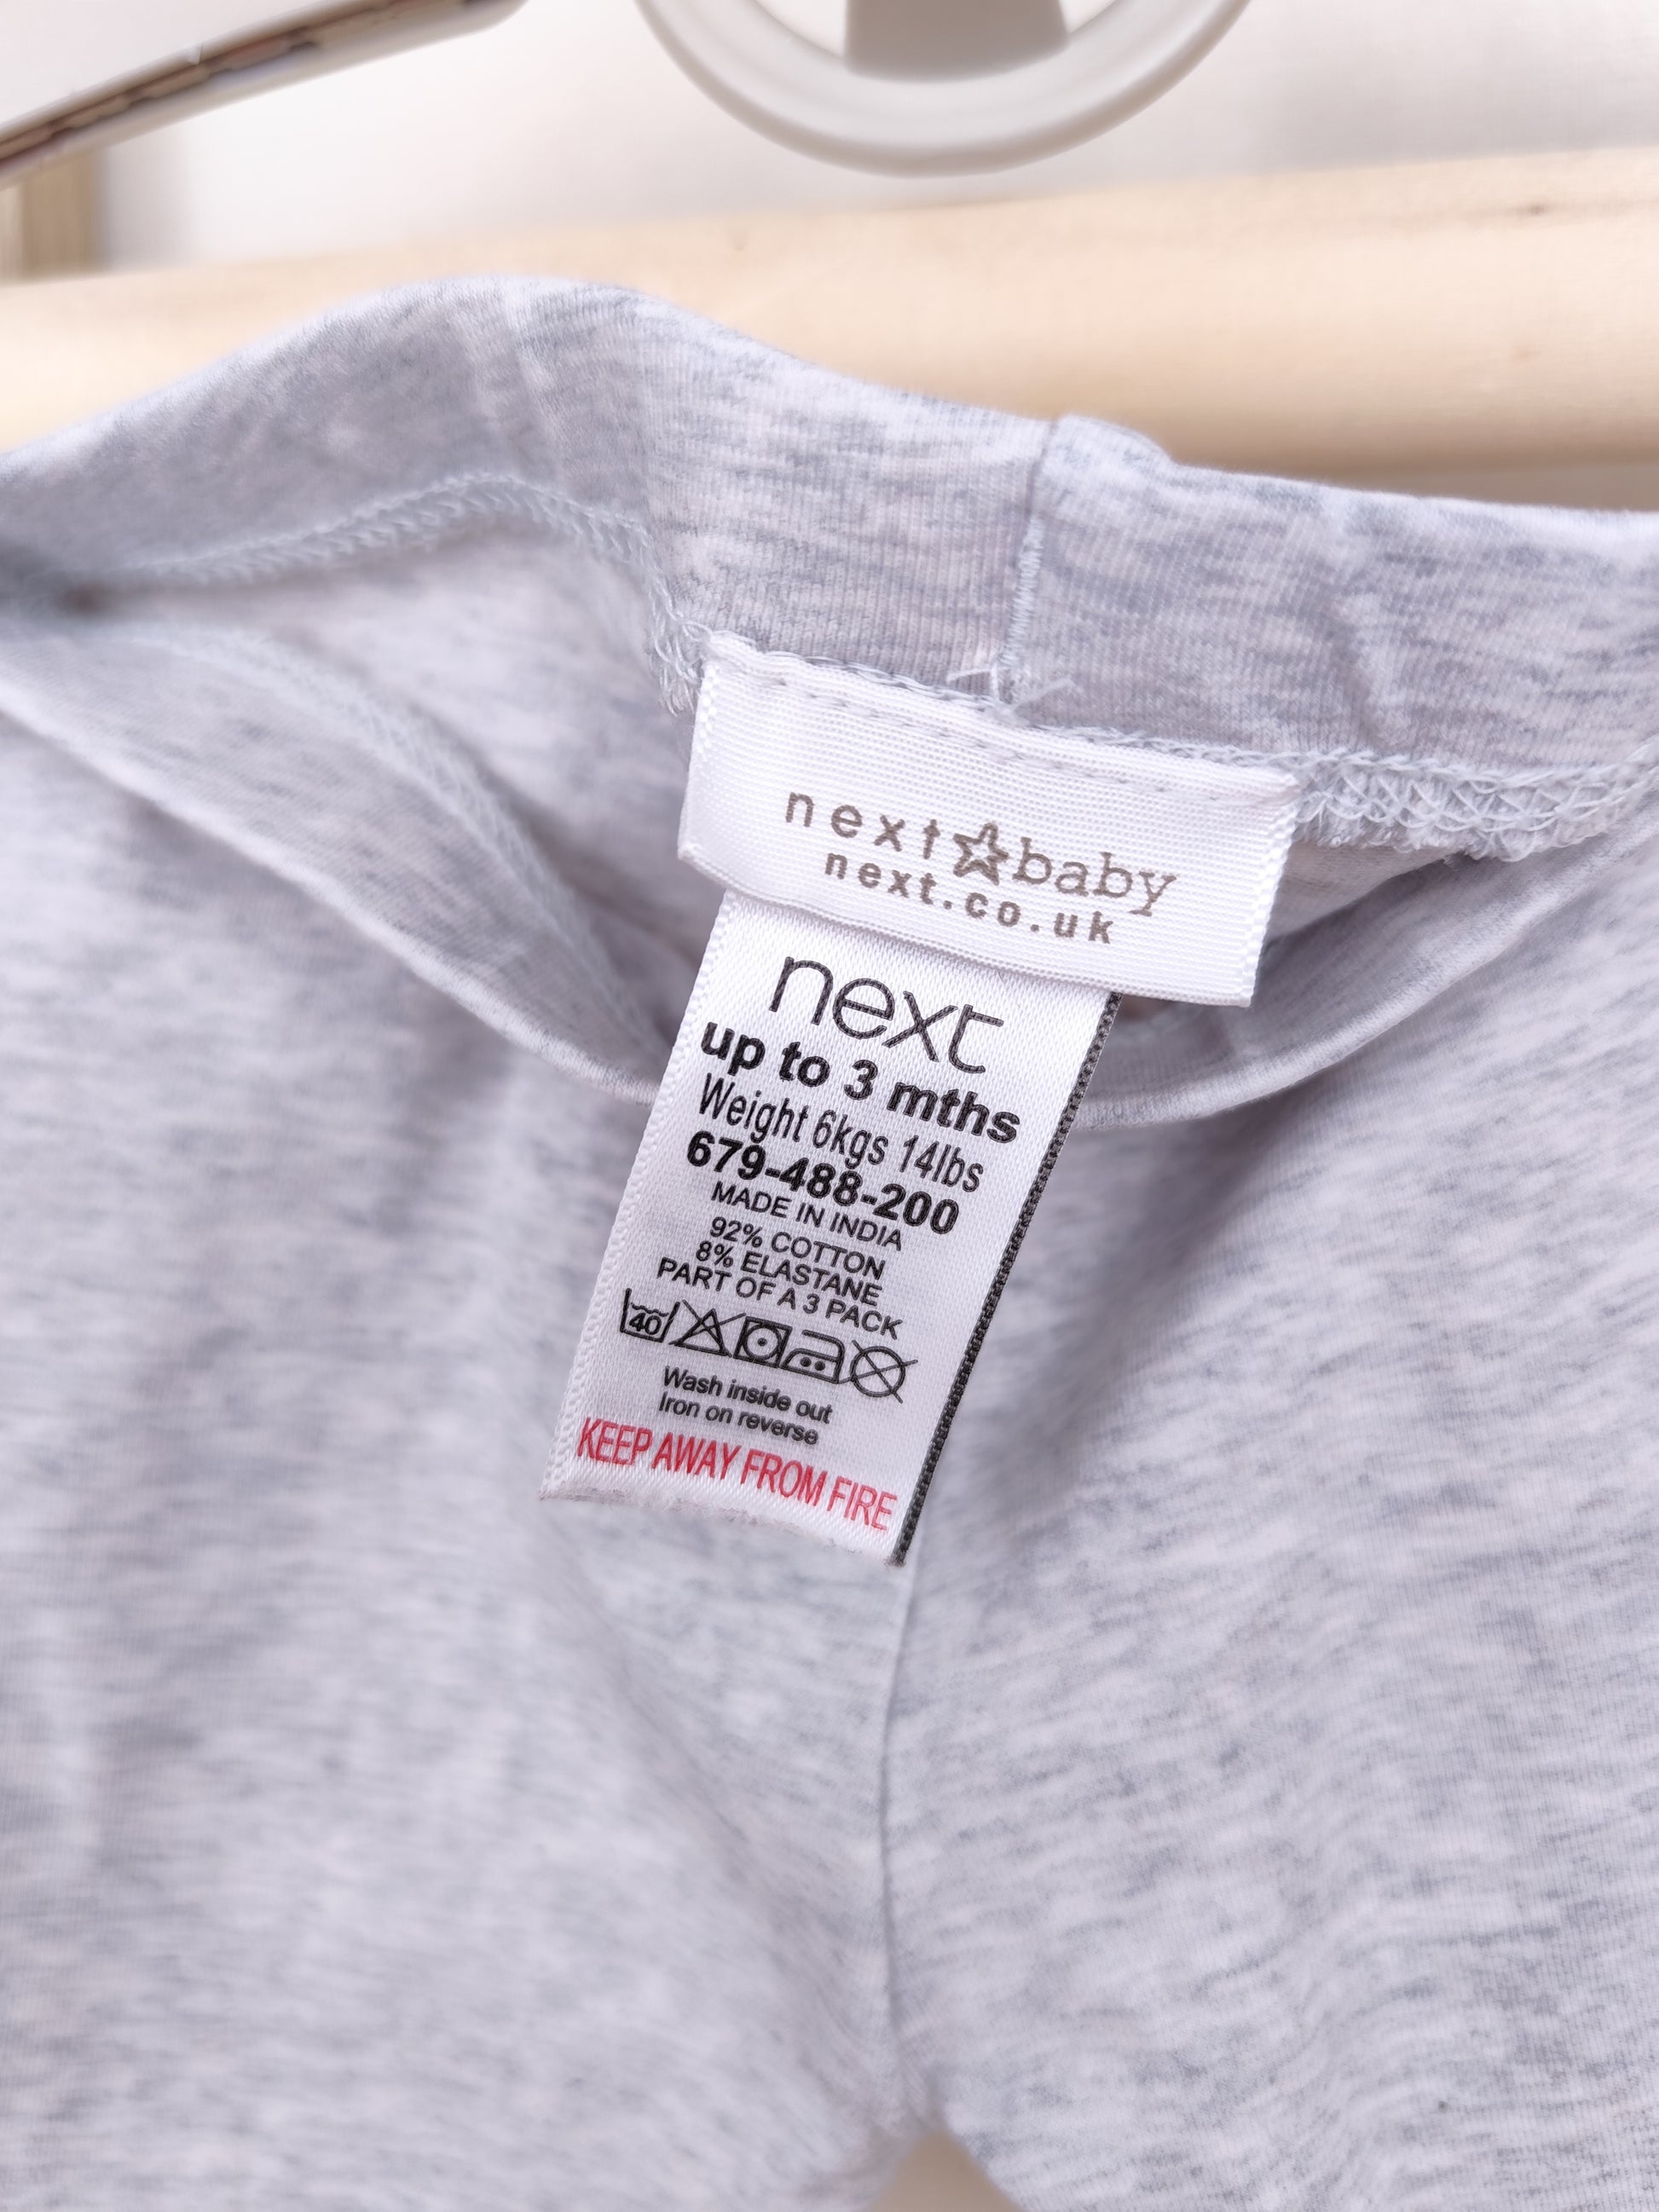 next☆baby
next.co.uk
next
up to 3 mths
Weight 6kgs 14lbs
679-488-200
MADE IN INDIA
92% COTTON
8% ELASTANE
PART OF A 3 PACK
40
Wash inside out
Iron on reverse
KEEP AWAY FROM FIRE